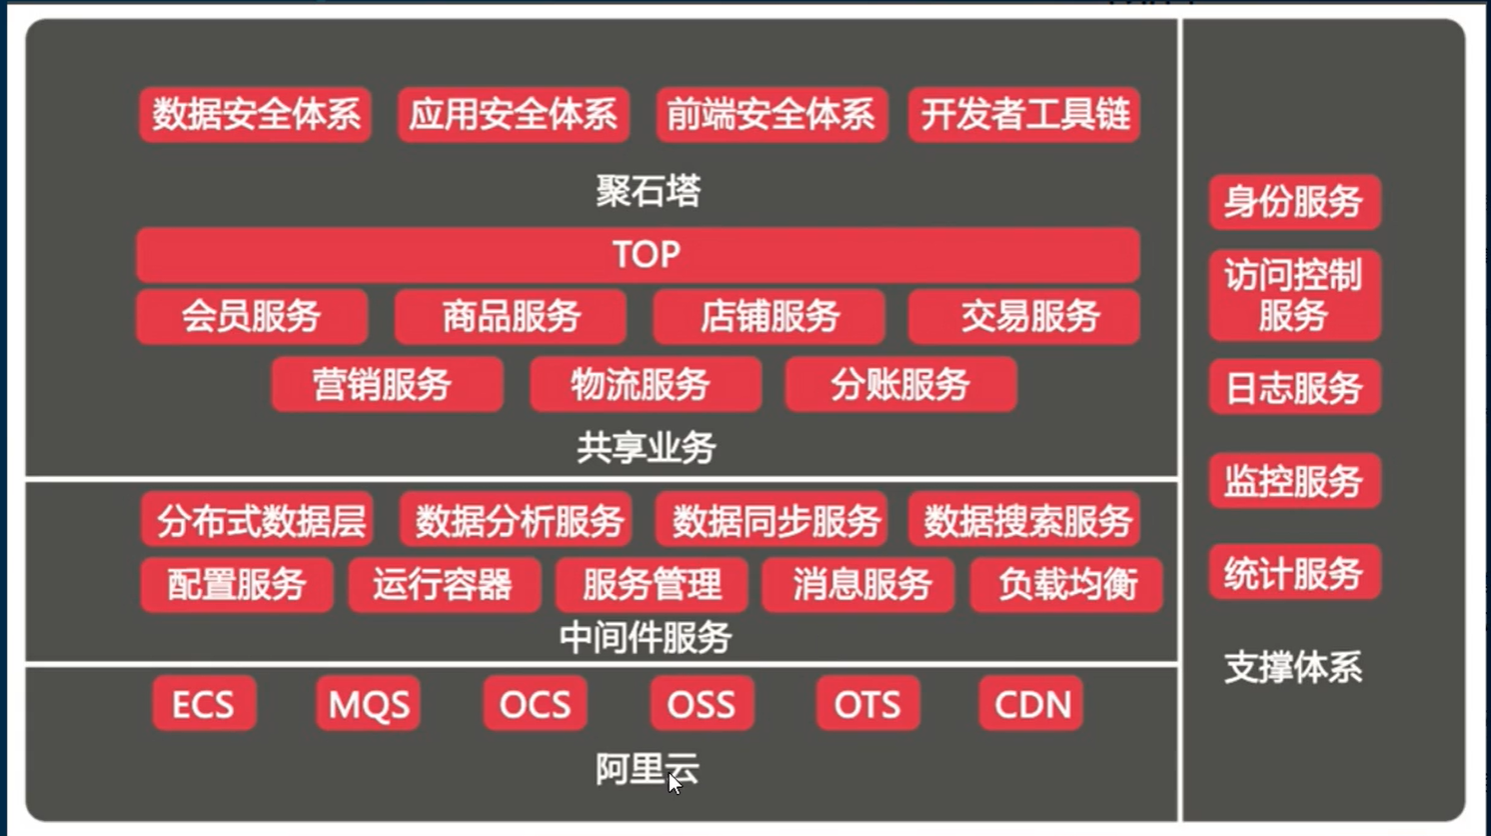 数据安全体系
应用安全体系
前端安全体系
开发者工具链
聚石塔
TOP
会员服务
商品服务
店铺服务
交易服务
营销服务
物流服务
分账服务
共享业务
分布式数据层
数据分析服务
数据同步服务
数据搜索服务
配置服务
运行容器
服务管理
消息服务
负载均衡
中间件服务
ECS
MQS
OCS
OSS
OTS
CDN
阿里云
身份服务
访问控制
服务
日志服务
监控服务
统计服务
支撑体系